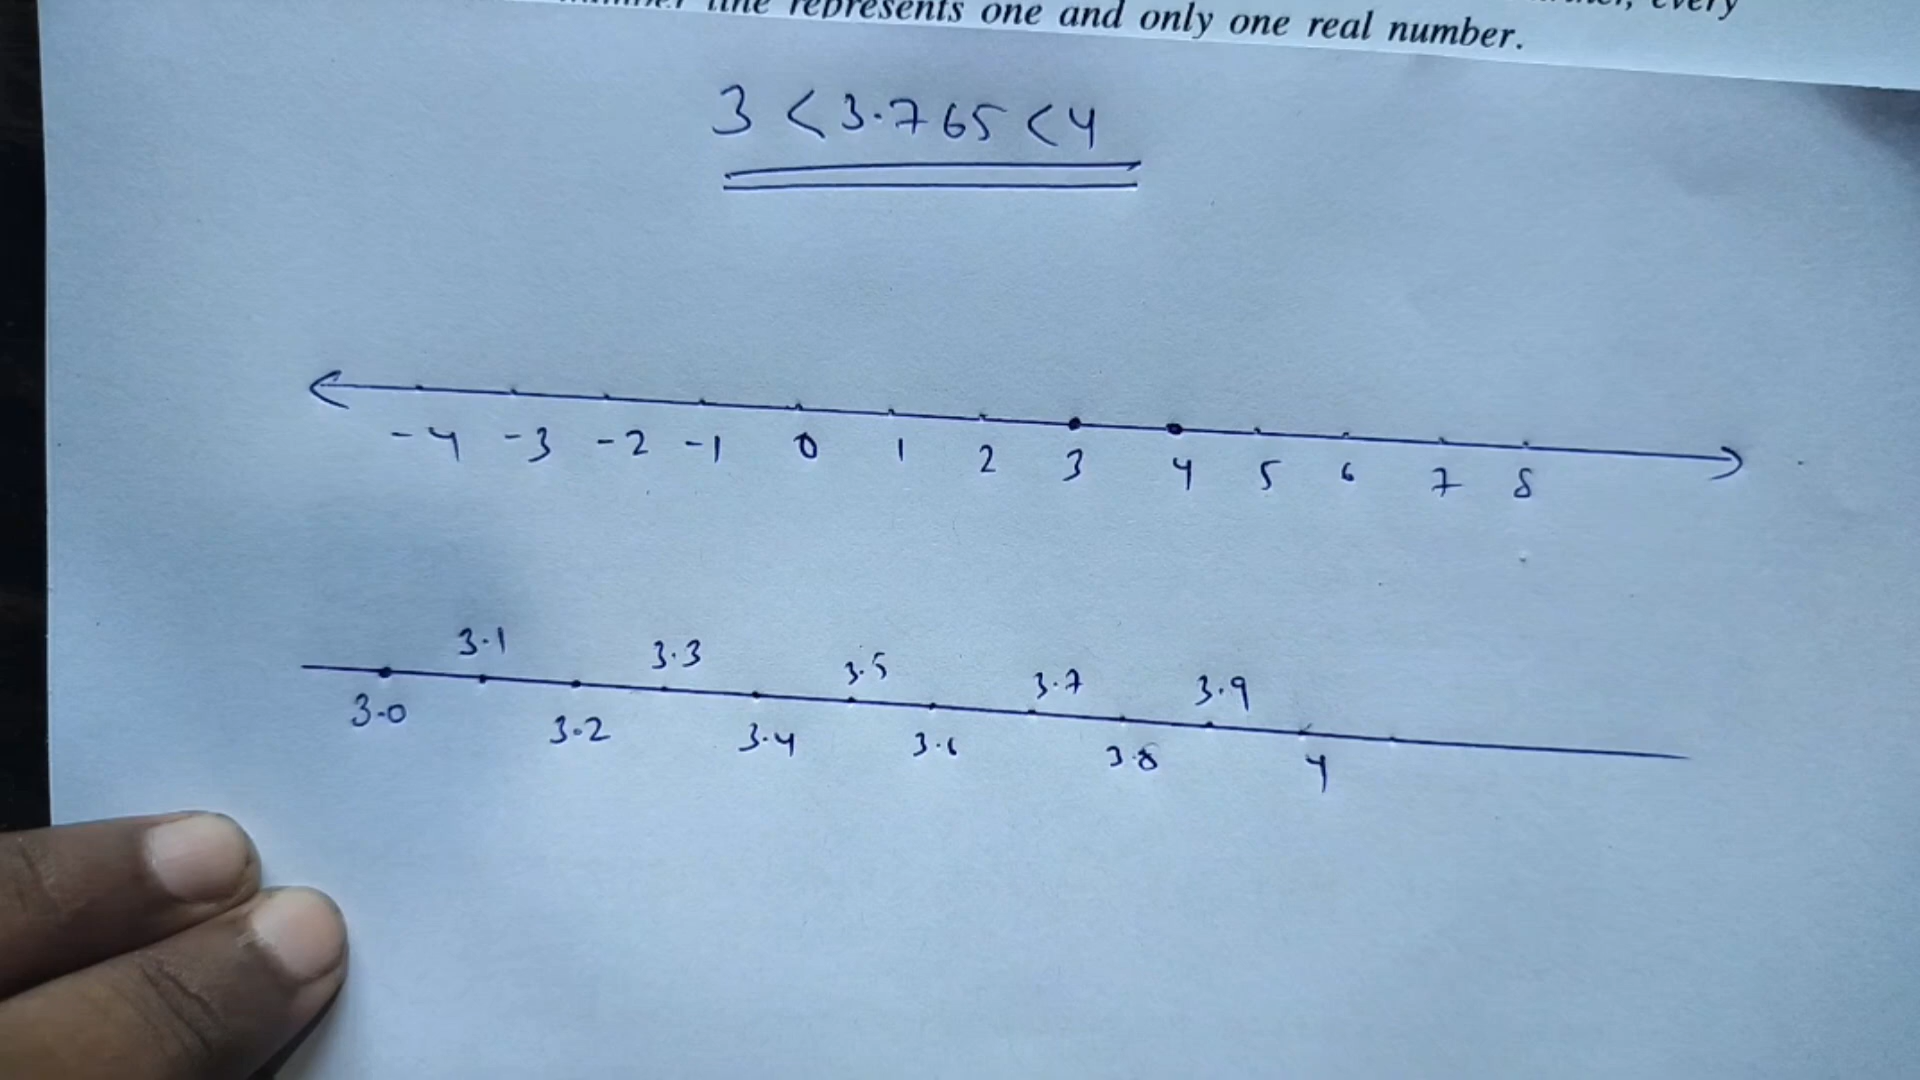 line represents one and only one real number.
every
3 < 3.765 < 4
-4 -3 -2 -1 0 1 2 3 4 5 6 7 8
3.1 3.3 3.5 3.7 3.9
3.0 3.2 3.4 3.6 3.8 4